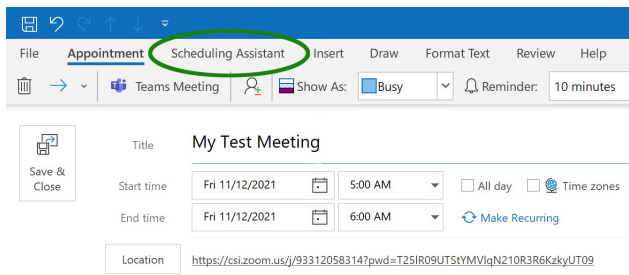 File Appointment Scheduling Assistant Insert Draw Format Text Review Help
Teams Meeting Show As: Busy Reminder: 10 minutes
Save & Close
Title My Test Meeting
Start time Fri 11/12/2021 5:00 AM All day Time zones
End time Fri 11/12/2021 6:00 AM Make Recurring
Location https://csi.zoom.us/j/93312058314?pwd=T25lR09UTStYMVlqN210R3R6KzkyUT09